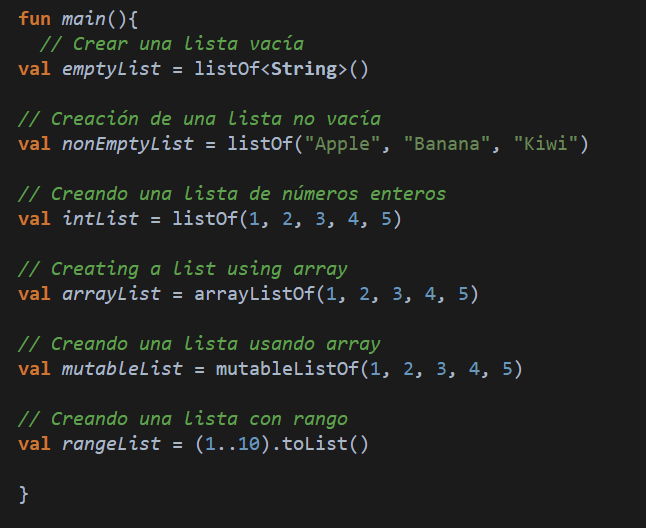 fun main(){
  // Crear una lista vacía
val emptyList = listOf<String>()
// Creación de una lista no vacía
val nonEmptyList = listOf("Apple", "Banana", "Kiwi")
// Creando una lista de números enteros
val intList = listOf(1, 2, 3, 4, 5)
// Creating a list using array
val arrayList = arrayListOf(1, 2, 3, 4, 5)
// Creando una lista usando array
val mutableList = mutableListOf(1, 2, 3, 4, 5)
// Creando una lista con rango
val rangeList = (1..10).toList()
}